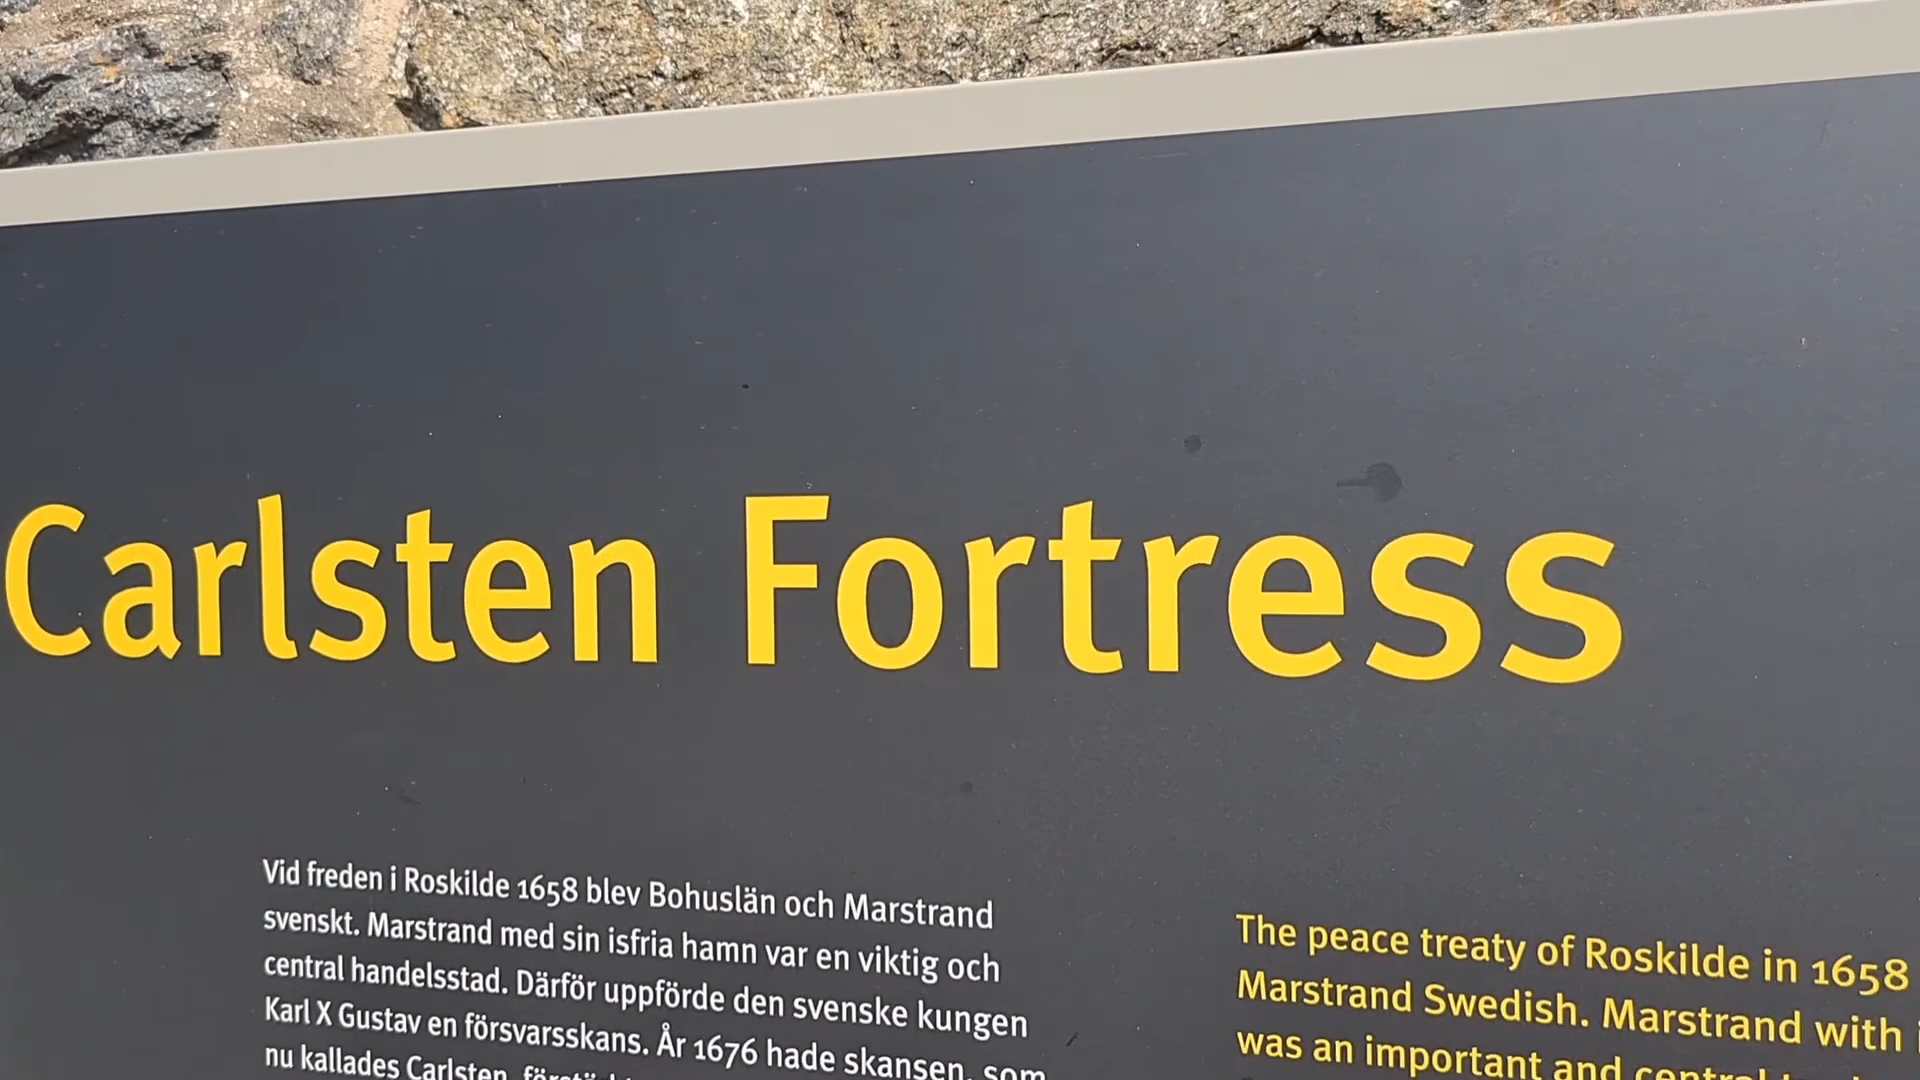 Carlsten Fortress
Vid freden i Roskilde 1658 blev Bohuslän och Marstrand
svenskt. Marstrand med sin isfria hamn var en viktig och
central handelsstad. Därför uppförde den svenske kungen
Karl X Gustav en försvarsskans. År 1676 hade skansen, som
nu kallades Carlsten,
The peace treaty of Roskilde in 1658
Marstrand Swedish. Marstrand with
was an important and central